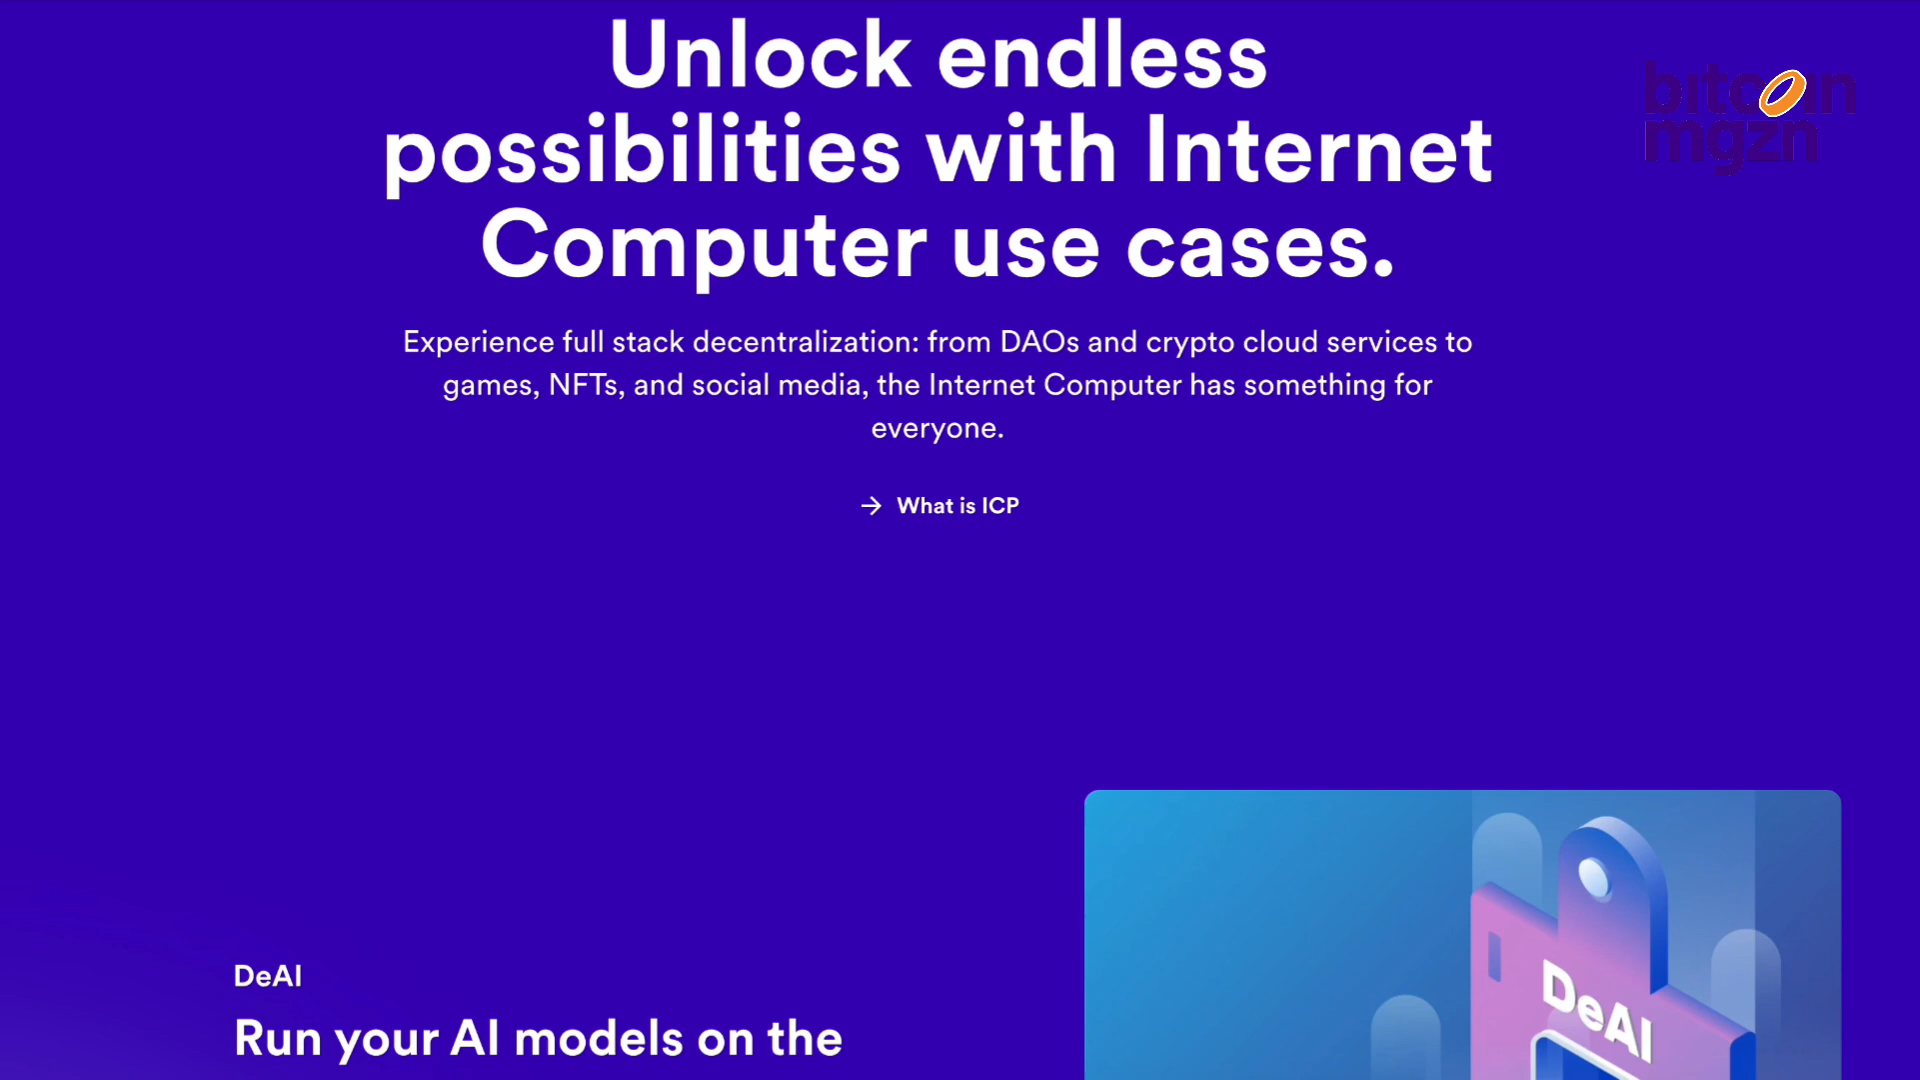 Unlock endless
possibilities with Internet
Computer use cases.
bitcoin
mgzn
Experience full stack decentralization: from DAOs and crypto cloud services to
games, NFTs, and social media, the Internet Computer has something for
everyone.
→ What is ICP
DeAI
Run your AI models on the
DeAI